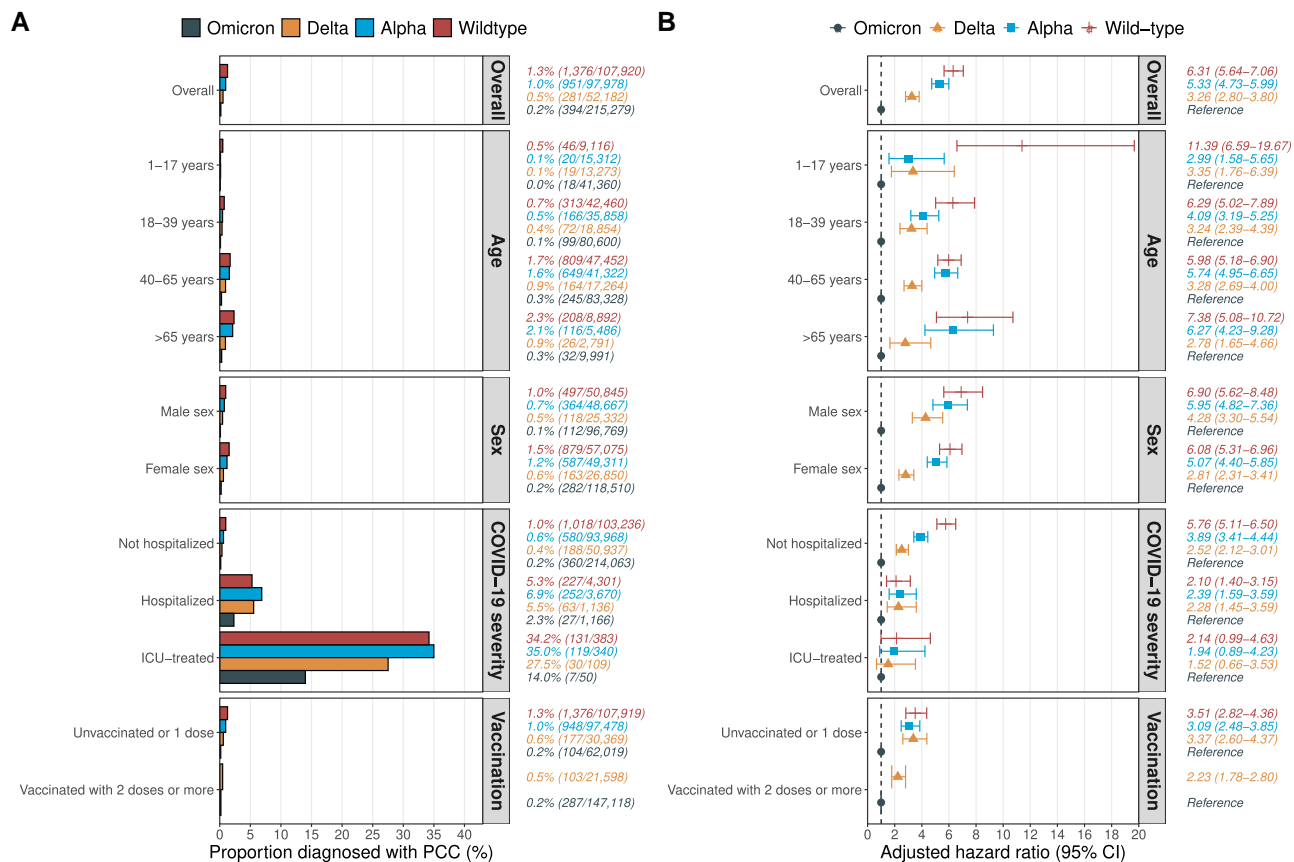 A
Omicron Delta Alpha Wildtype
Overall
Overall
1.3% (1,376/107,920)
1.0% (951/97,978)
0.5% (281/52,182)
0.2% (394/215,279)
Age
1–17 years
0.5% (46/9,116)
0.1% (20/15,312)
0.1% (19/13,273)
0.0% (18/41,360)
18–39 years
0.7% (313/42,460)
0.5% (166/35,858)
0.4% (72/18,854)
0.1% (99/80,600)
40–65 years
1.7% (809/47,452)
1.6% (649/41,322)
0.9% (164/17,264)
0.3% (245/83,328)
>65 years
2.3% (208/8,892)
2.1% (116/5,486)
0.9% (26/2,791)
0.3% (32/9,991)
Sex
Male sex
1.0% (497/50,845)
0.7% (364/48,667)
0.5% (118/25,332)
0.1% (112/96,769)
Female sex
1.5% (879/57,075)
1.2% (587/49,311)
0.6% (163/26,850)
0.2% (282/118,510)
COVID−19 severity
Not hospitalized
1.0% (1,018/103,236)
0.6% (580/93,968)
0.4% (188/50,937)
0.2% (360/214,063)
Hospitalized
5.3% (227/4,301)
6.9% (252/3,670)
5.5% (63/1,136)
2.3% (27/1,166)
ICU−treated
34.2% (131/383)
35.0% (119/340)
27.5% (30/109)
14.0% (7/50)
Vaccination
Unvaccinated or 1 dose
1.3% (1,376/107,919)
1.0% (948/97,478)
0.6% (177/30,369)
0.2% (104/62,019)
Vaccinated with 2 doses or more
0.5% (103/21,598)
0.2% (287/147,118)
0 5 10 15 20 25 30 35 40
Proportion diagnosed with PCC (%)
B
Omicron Delta Alpha Wild−type
Overall
Overall
6.31 (5.64−7.06)
5.33 (4.73−5.99)
3.26 (2.80−3.80)
Reference
Age
1–17 years
11.39 (6.59−19.67)
2.99 (1.58−5.65)
3.35 (1.76−6.39)
Reference
18–39 years
6.29 (5.02−7.89)
4.09 (3.19−5.25)
3.24 (2.39−4.39)
Reference
40–65 years
5.98 (5.18−6.90)
5.74 (4.95−6.65)
3.28 (2.69−4.00)
Reference
>65 years
7.38 (5.08−10.72)
6.27 (4.23−9.28)
2.78 (1.65−4.66)
Reference
Sex
Male sex
6.90 (5.62−8.48)
5.95 (4.82−7.36)
4.28 (3.30−5.54)
Reference
Female sex
6.08 (5.31−6.96)
5.07 (4.40−5.85)
2.81 (2.31−3.41)
Reference
COVID−19 severity
Not hospitalized
5.76 (5.11−6.50)
3.89 (3.41−4.44)
2.52 (2.12−3.01)
Reference
Hospitalized
2.10 (1.40−3.15)
2.39 (1.59−3.59)
2.28 (1.45−3.59)
Reference
ICU−treated
2.14 (0.99−4.63)
1.94 (0.89−4.23)
1.52 (0.66−3.53)
Reference
Vaccination
Unvaccinated or 1 dose
3.51 (2.82−4.36)
3.09 (2.48−3.85)
3.37 (2.60−4.37)
Reference
Vaccinated with 2 doses or more
2.23 (1.78−2.80)
Reference
0 2 4 6 8 10 12 14 16 18 20
Adjusted hazard ratio (95% CI)